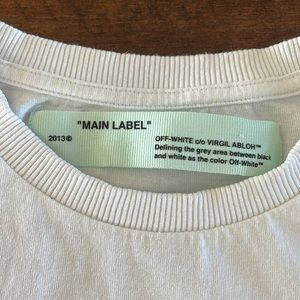 "MAIN LABEL"
2013©
OFF-WHITE c/o VIRGIL ABLOH™
Defining the grey area between black
and white as the color Off-White™